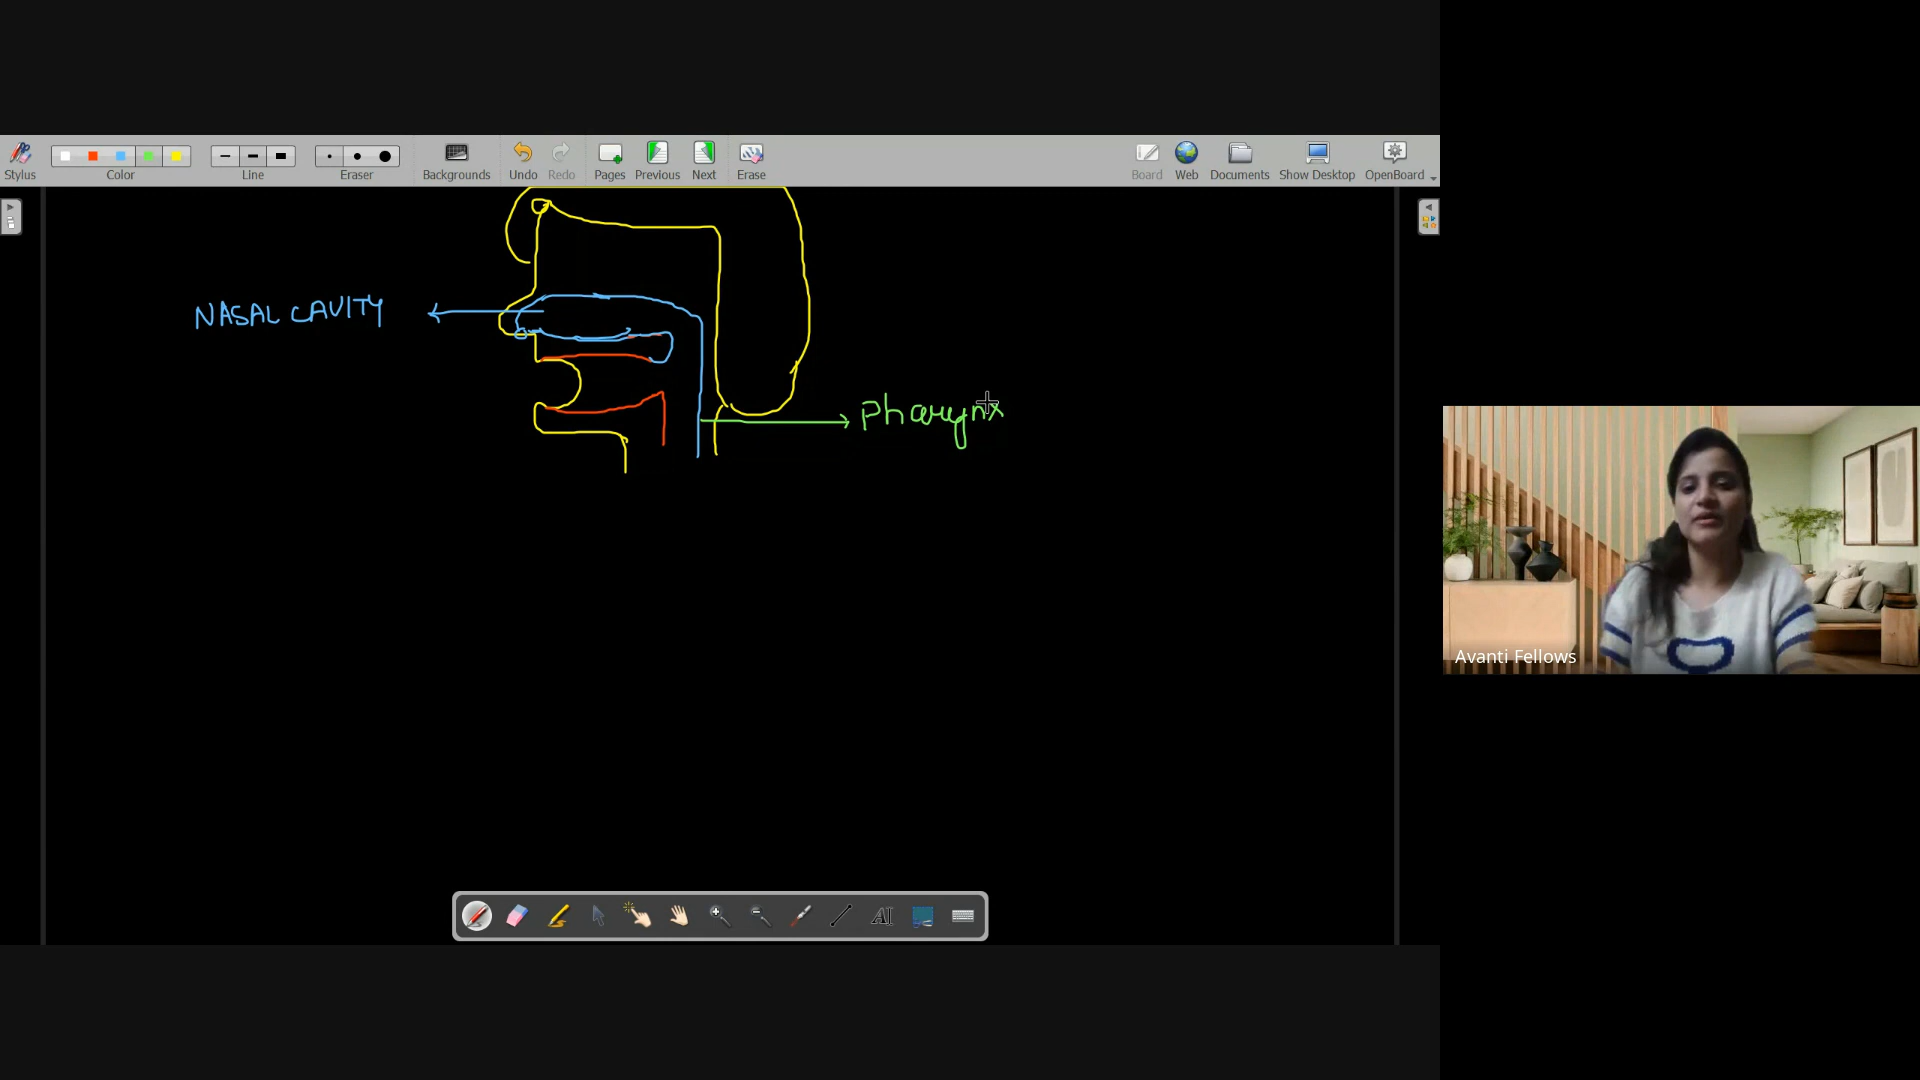 Stylus
Color
Line
Eraser
Backgrounds
Undo
Redo
Pages
Previous
Next
Erase
Board
Web
Documents
Show Desktop
OpenBoard
NASAL CAVITY
Pharynx
Avanti Fellows
AI